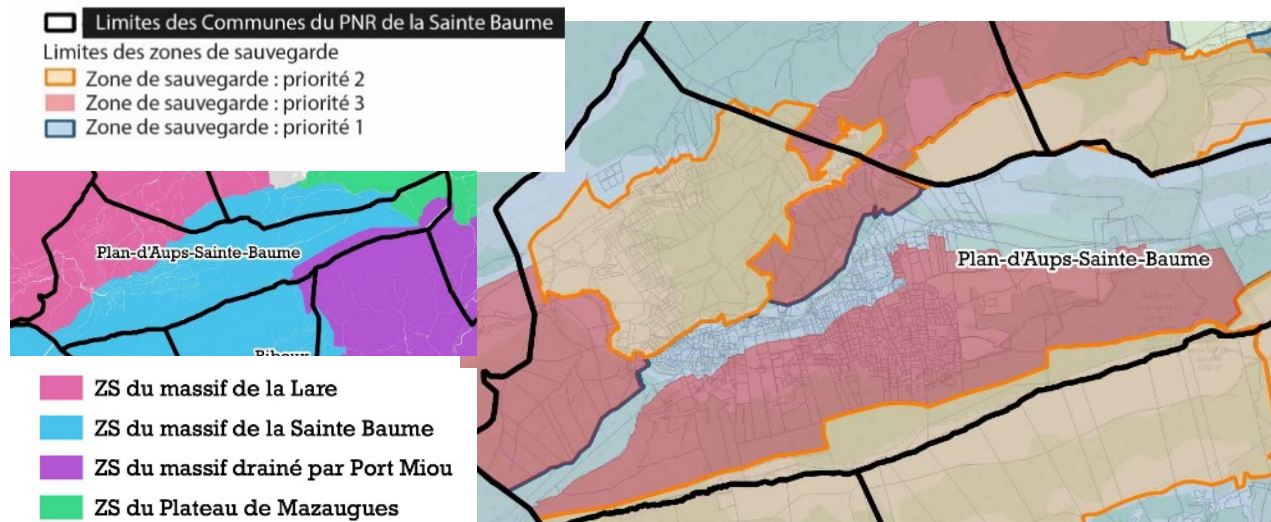 Limites des Communes du PNR de la Sainte Baume
Limites des zones de sauvegarde
Zone de sauvegarde : priorité 2
Zone de sauvegarde : priorité 3
Zone de sauvegarde : priorité 1
Plan-d'Aups-Sainte-Baume
Plan-d'Aups-Sainte-Baume
Riboux
ZS du massif de la Lare
ZS du massif de la Sainte Baume
ZS du massif drainé par Port Miou
ZS du Plateau de Mazaugues